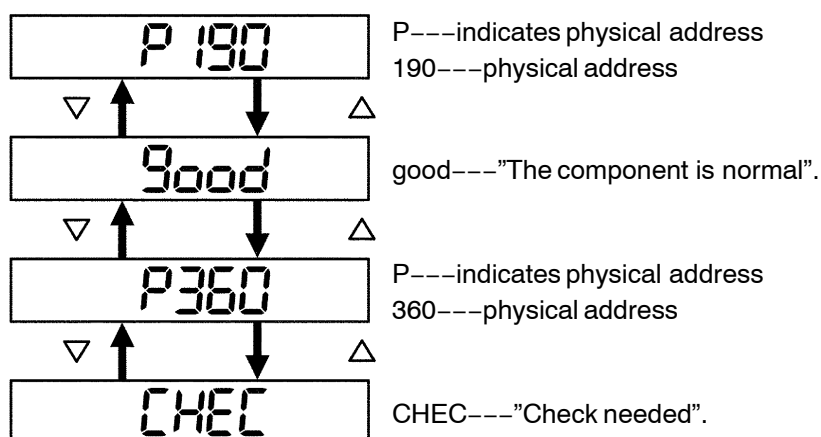 P 190
P−−−indicates physical address
190−−−physical address
▽ △
good
good−−−”The component is normal”.
▽ △
P360
P−−−indicates physical address
360−−−physical address
▽ △
CHEC
CHEC−−−”Check needed”.